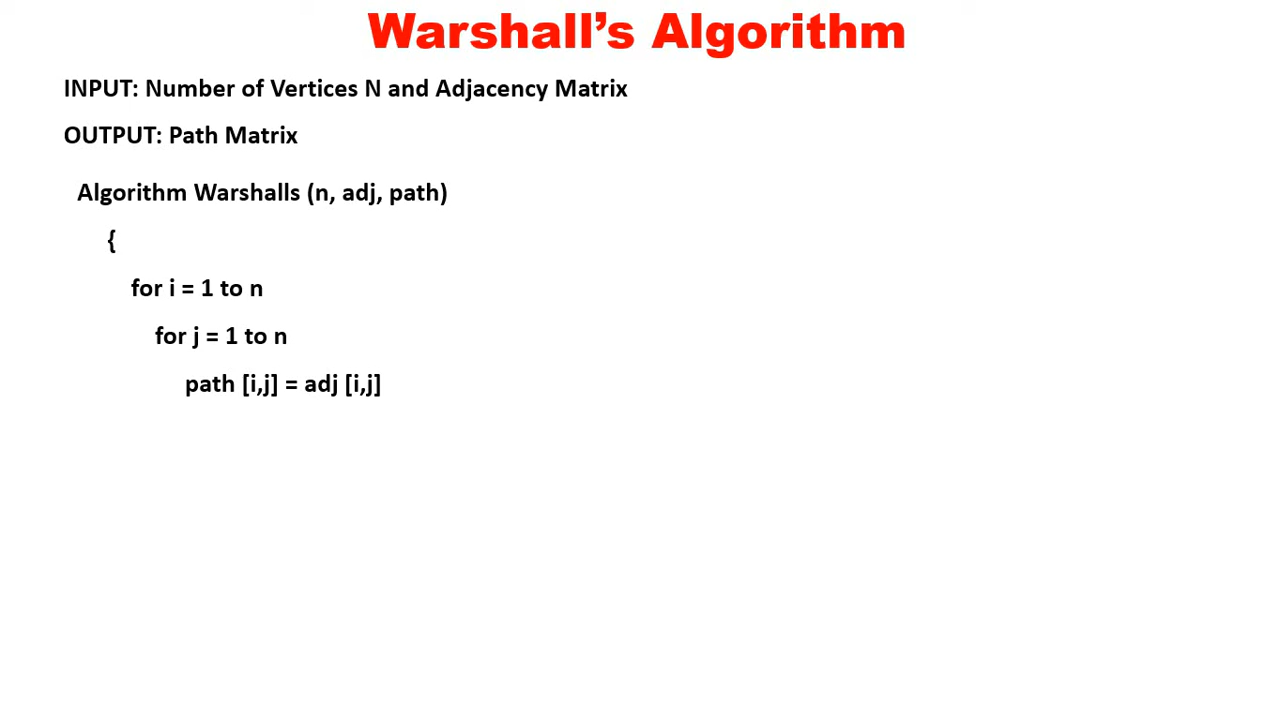 Warshall’s Algorithm
INPUT: Number of Vertices N and Adjacency Matrix
OUTPUT: Path Matrix
Algorithm Warshalls (n, adj, path)
{
for i = 1 to n
for j = 1 to n
path [i,j] = adj [i,j]